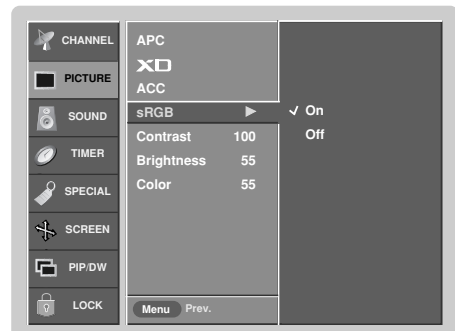 CHANNEL
PICTURE
SOUND
TIMER
SPECIAL
SCREEN
PIP/DW
LOCK
APC
XD
ACC
sRGB ▶
Contrast 100
Brightness 55
Color 55
Menu Prev.
✓ On
Off